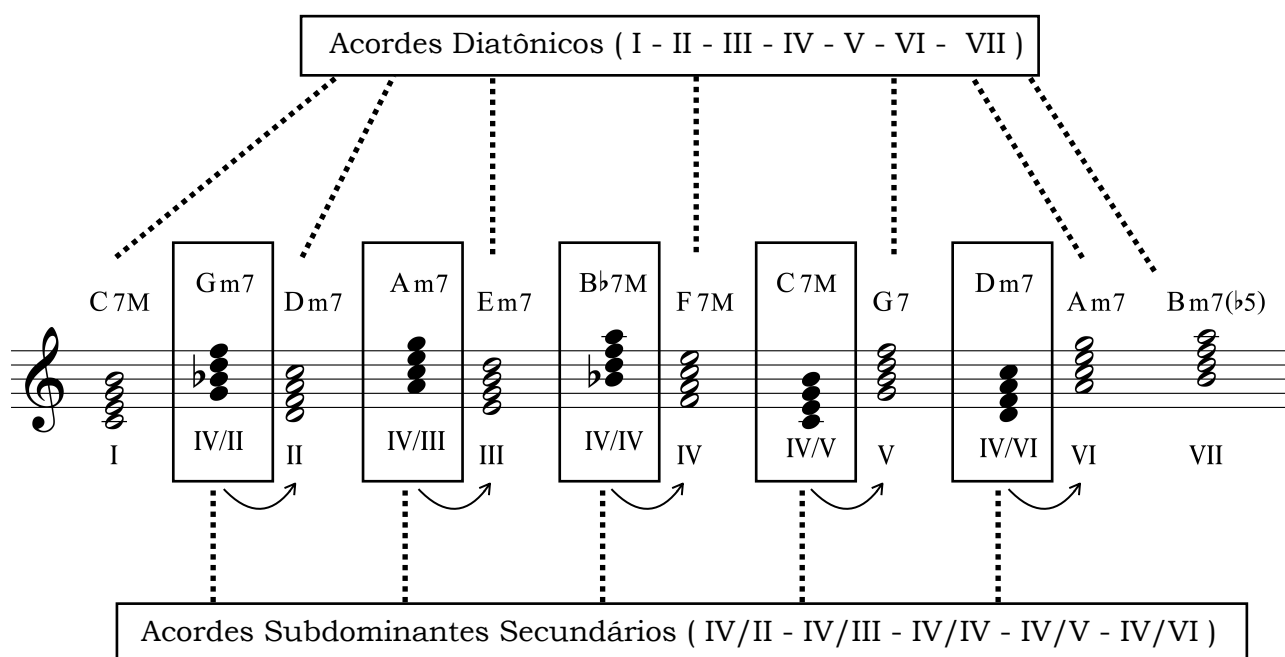 Acordes Diatônicos ( I - II - III - IV - V - VI - VII )
C 7M G m7 D m7 A m7 E m7 B♭7M F 7M C 7M G 7 D m7 A m7 B m7(♭5)
I IV/II II IV/III III IV/IV IV IV/V V IV/VI VI VII
Acordes Subdominantes Secundários ( IV/II - IV/III - IV/IV - IV/V - IV/VI )